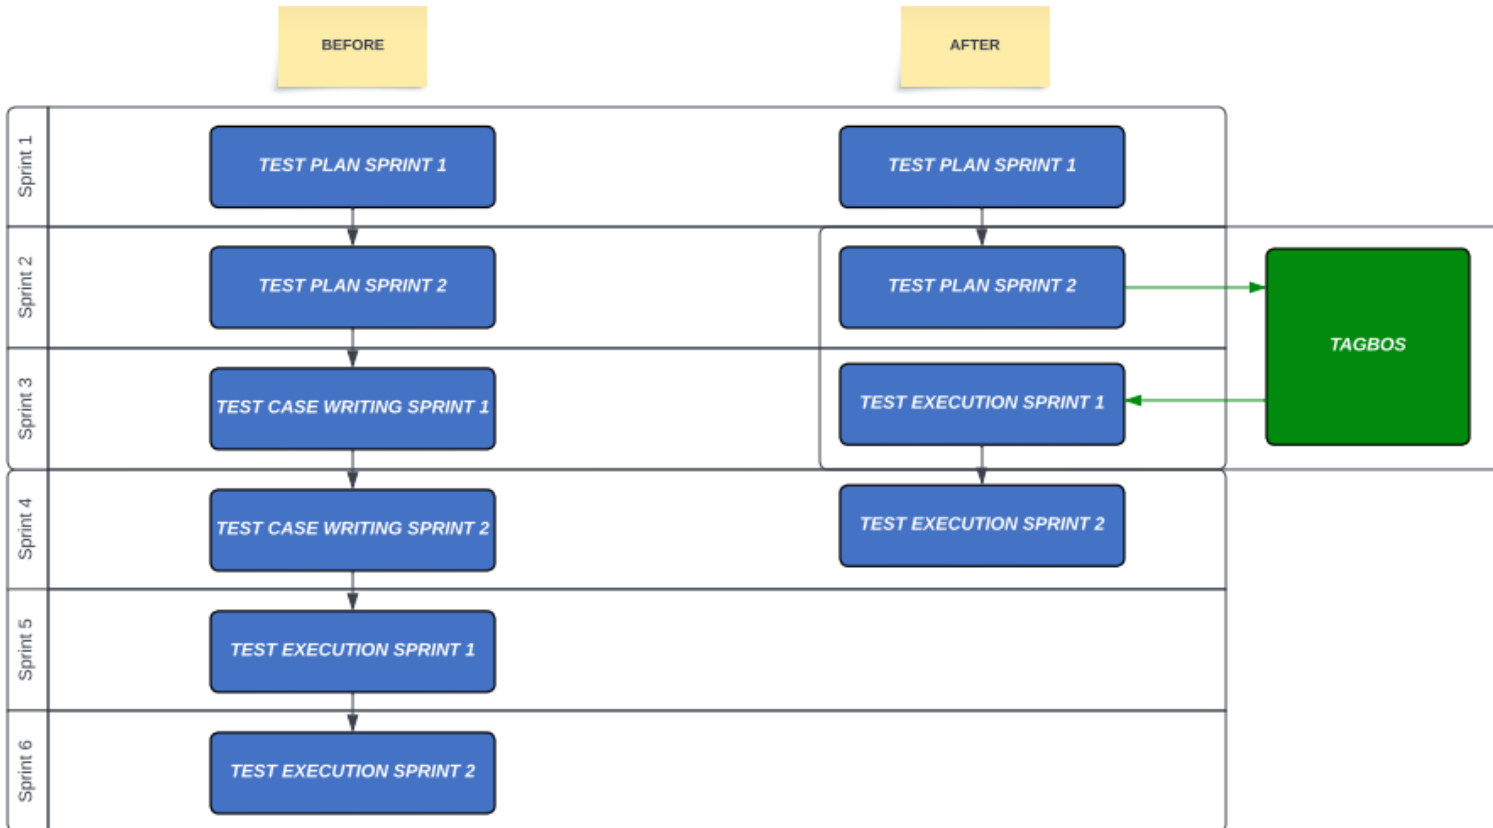 BEFORE
AFTER
Sprint 1
TEST PLAN SPRINT 1
TEST PLAN SPRINT 1
Sprint 2
TEST PLAN SPRINT 2
TEST PLAN SPRINT 2
TAGBOS
Sprint 3
TEST CASE WRITING SPRINT 1
TEST EXECUTION SPRINT 1
Sprint 4
TEST CASE WRITING SPRINT 2
TEST EXECUTION SPRINT 2
Sprint 5
TEST EXECUTION SPRINT 1
Sprint 6
TEST EXECUTION SPRINT 2